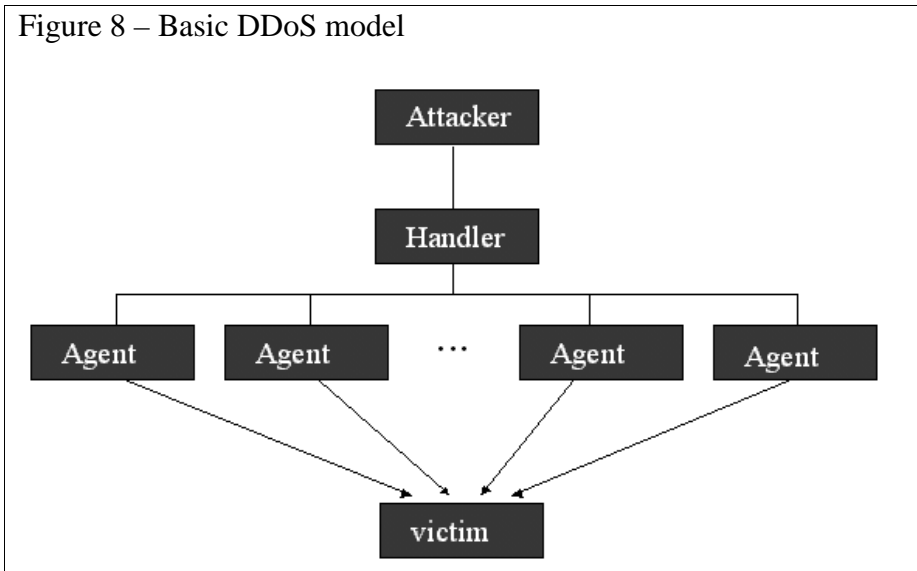 Figure 8 – Basic DDoS model
Attacker
Handler
Agent Agent ... Agent Agent
victim